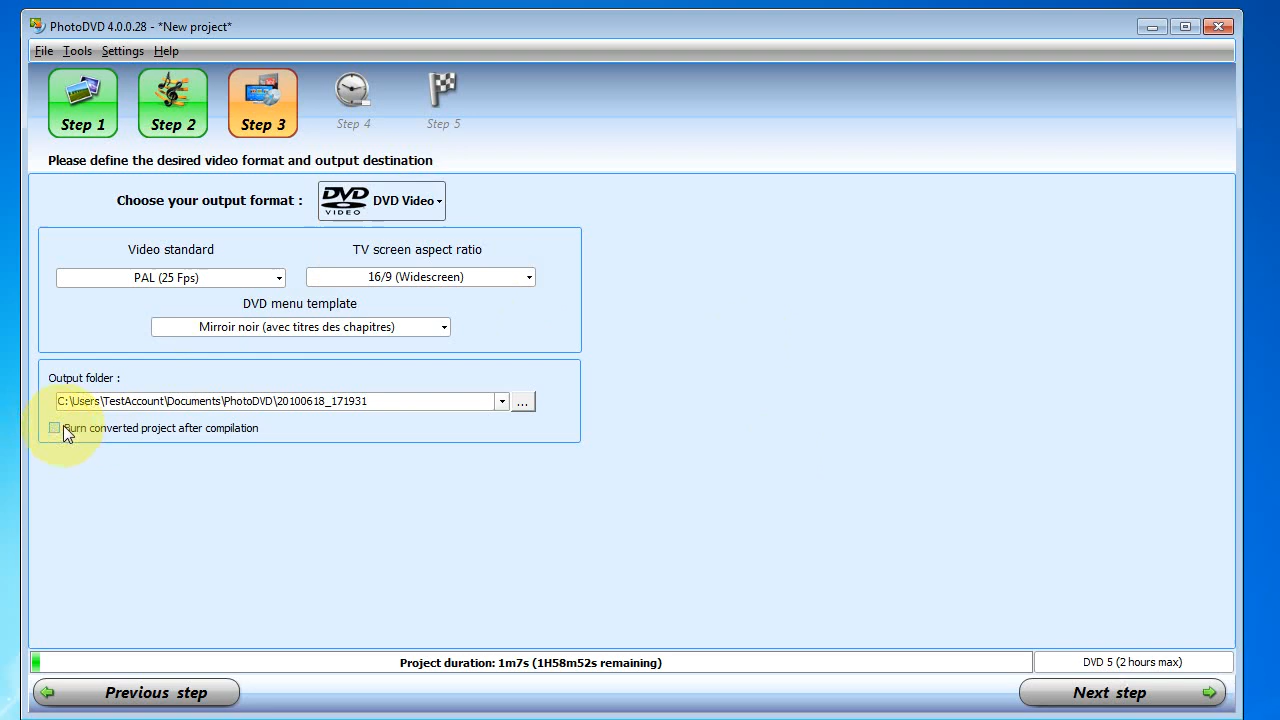 PhotoDVD 4.0.0.28 - *New project*
File Tools Settings Help
Step 1 Step 2 Step 3 Step 4 Step 5
Please define the desired video format and output destination
Choose your output format : DVD VIDEO DVD Video
Video standard TV screen aspect ratio
PAL (25 Fps) 16/9 (Widescreen)
DVD menu template
Mirroir noir (avec titres des chapitres)
Output folder :
C:\Users\TestAccount\Documents\PhotoDVD\20100618_171931 ...
Burn converted project after compilation
Project duration: 1m7s (1H58m52s remaining) DVD 5 (2 hours max)
Previous step Next step